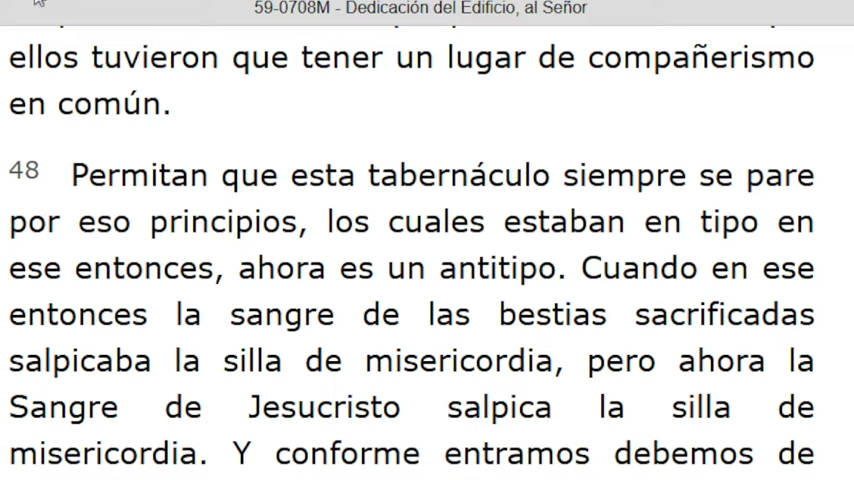 59-0708M - Dedicación del Edificio, al Señor
ellos tuvieron que tener un lugar de compañerismo
en común.
48 Permitan que esta tabernáculo siempre se pare
por eso principios, los cuales estaban en tipo en
ese entonces, ahora es un antitipo. Cuando en ese
entonces la sangre de las bestias sacrificadas
salpicaba la silla de misericordia, pero ahora la
Sangre de Jesucristo salpica la silla de
misericordia. Y conforme entramos debemos de